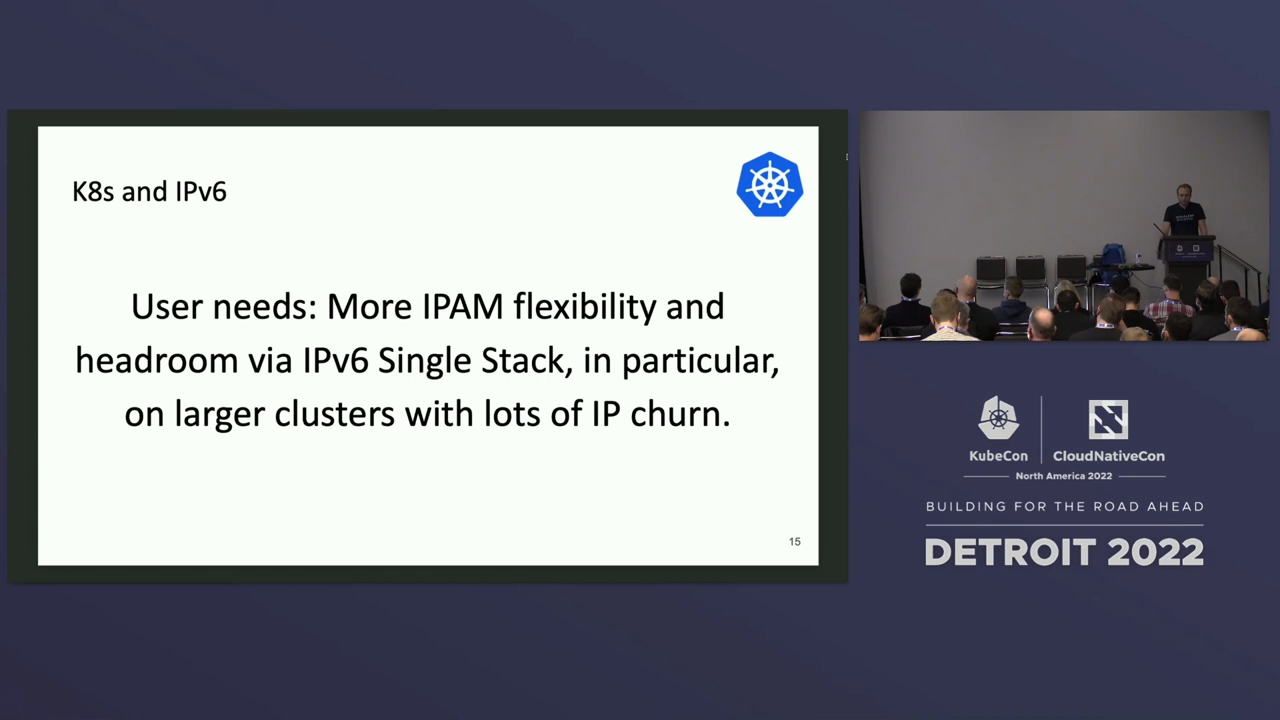 K8s and IPv6
User needs: More IPAM flexibility and
headroom via IPv6 Single Stack, in particular,
on larger clusters with lots of IP churn.
15
KubeCon
CloudNativeCon
North America 2022
BUILDING FOR THE ROAD AHEAD
DETROIT 2022